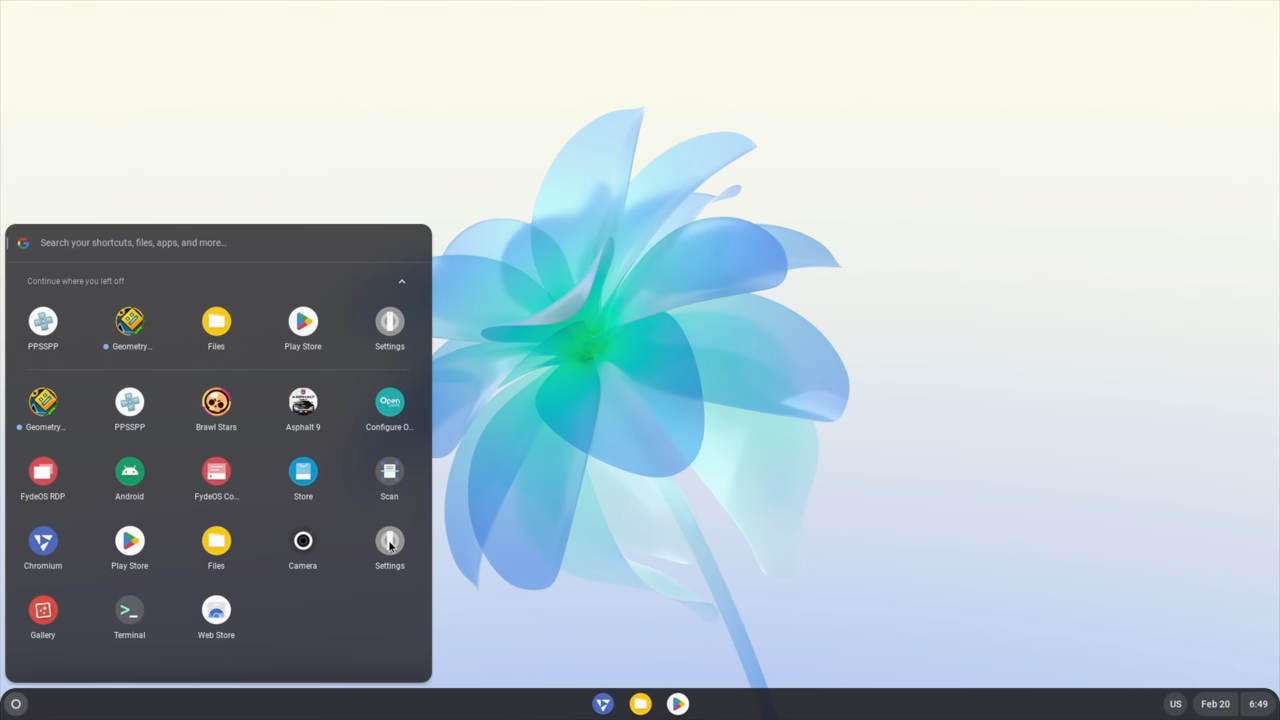 Search your shortcuts, files, apps, and more...
Continue where you left off
PPSSPP
Geometry...
Files
Play Store
Settings
Geometry...
PPSSPP
Brawl Stars
Asphalt 9
Configure O...
FydeOS RDP
Android
FydeOS Co...
Store
Scan
Chromium
Play Store
Files
Camera
Settings
Gallery
Terminal
Web Store
US
Feb 20
6:49